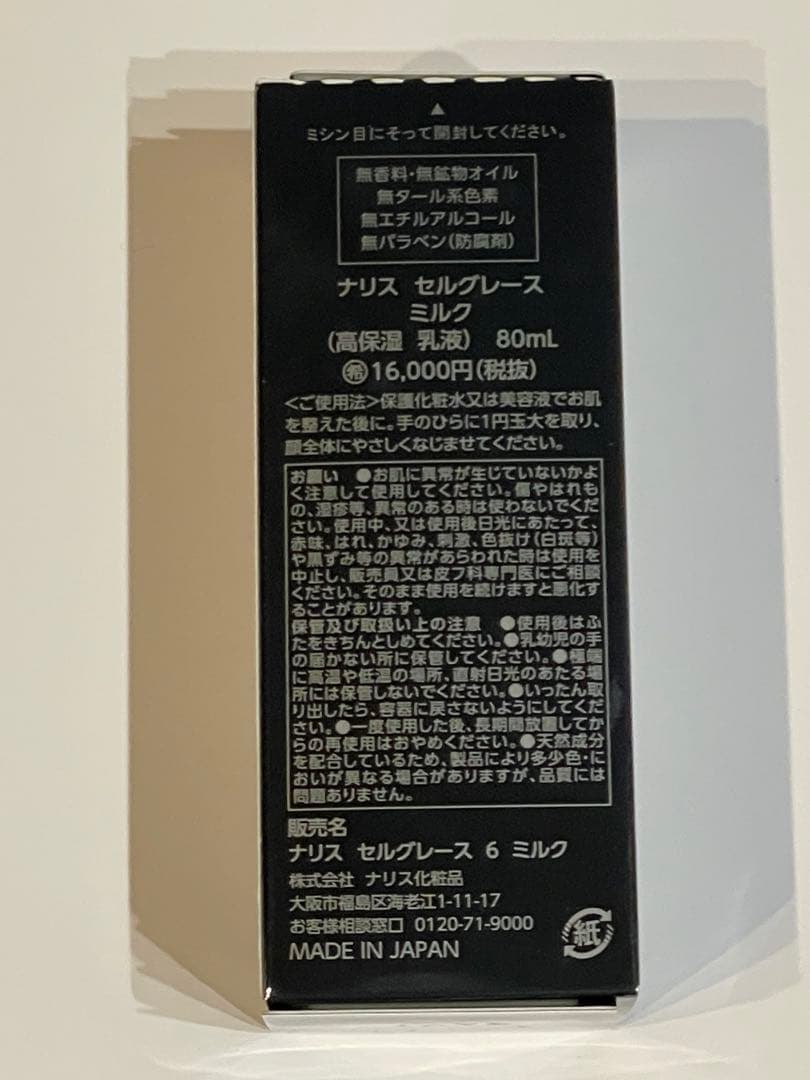 ▲
ミシン目にそって開封してください。
無香料・無鉱物オイル
無タール系色素
無エチルアルコール
無パラベン(防腐剤)
ナリス セルグレース
ミルク
(高保湿 乳液) 80mL
㊒16,000円(税抜)
<ご使用法>保護化粧水又は美容液でお肌
を整えた後に。手のひらに1円玉大を取り、
顔全体にやさしくなじませてください。
お願い ●お肌に異常が生じていないかよ
く注意して使用してください。傷やはれも
の、湿疹等、異常のある時は使わないでくだ
さい。使用中、又は使用後日光にあたって、
赤味、はれ、かゆみ、刺激、色抜け(白斑等)
や黒ずみ等の異常があらわれた時は使用を
中止し、販売員又は皮フ科専門医にご相談
ください。そのまま使用を続けますと悪化す
ることがあります。
保管及び取扱い上の注意 ●使用後はふ
たをきちんとしめてください。●乳幼児の手
の届かない所に保管してください。●極端
に高温や低温の場所、直射日光のあたる場
所には保管しないでください。●いったん取
り出したら、容器に戻さないようにしてくだ
さい。●一度使用した後、長期間放置してか
らの再使用はおやめください。●天然成分
を配合しているため、製品により多少色・に
おいが異なる場合がありますが、品質には
問題ありません。
販売名
ナリス セルグレース 6 ミルク
株式会社 ナリス化粧品
大阪市福島区海老江1-11-17
お客様相談窓口 0120-71-9000
MADE IN JAPAN
紙